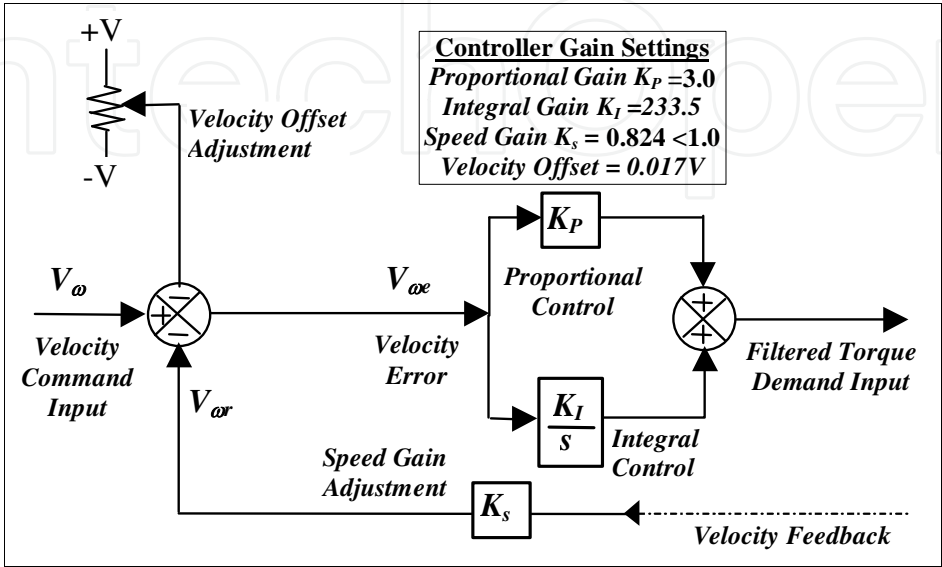 +V
-V
Velocity Offset
Adjustment
Controller Gain Settings
Proportional Gain K_P =3.0
Integral Gain K_I =233.5
Speed Gain K_s = 0.824 <1.0
Velocity Offset = 0.017V
V_ω
+
−
−
Velocity
Command
Input
V_ωr
V_ωe
Velocity
Error
K_P
Proportional
Control
K_I
s
Integral
Control
+
+
Filtered Torque
Demand Input
Speed Gain
Adjustment
K_s
Velocity Feedback
ntechOpe